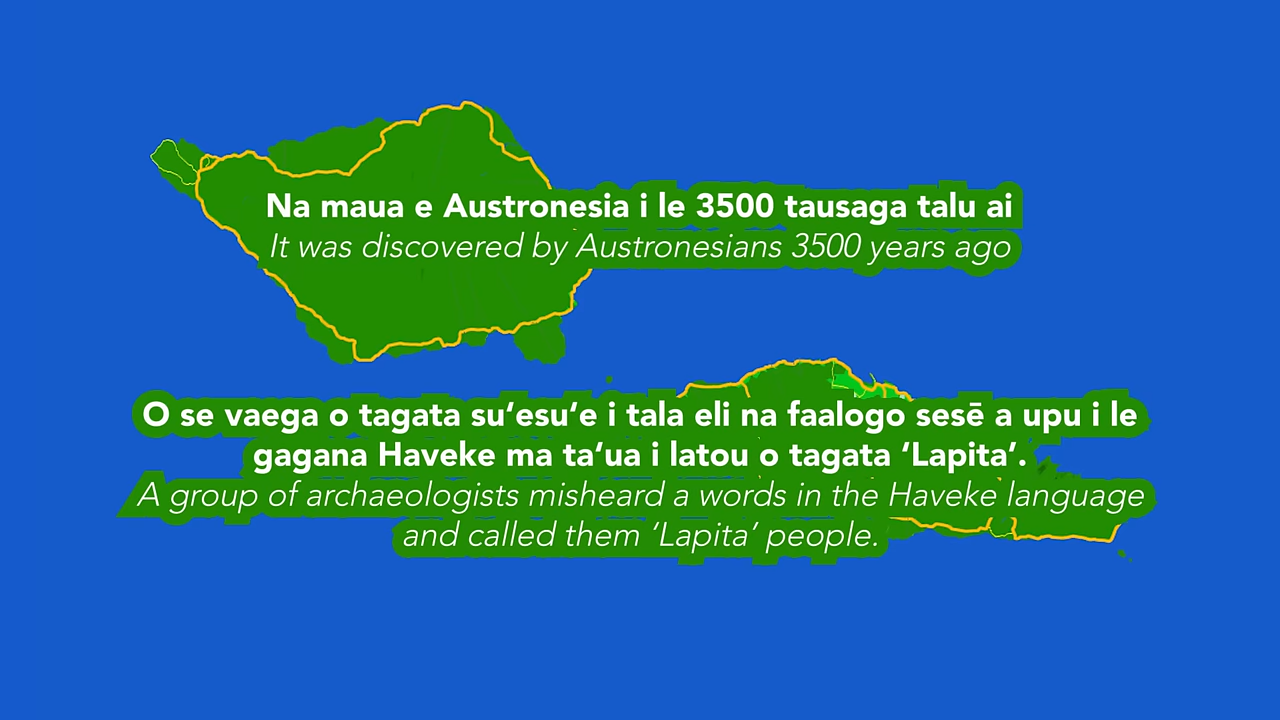 Na maua e Austronesia i le 3500 tausaga talu ai
It was discovered by Austronesians 3500 years ago
O se vaega o tagata su‘esu‘e i tala eli na faalogo sesē a upu i le
gagana Haveke ma ta‘ua i latou o tagata ‘Lapita’.
A group of archaeologists misheard a words in the Haveke language
and called them ‘Lapita’ people.